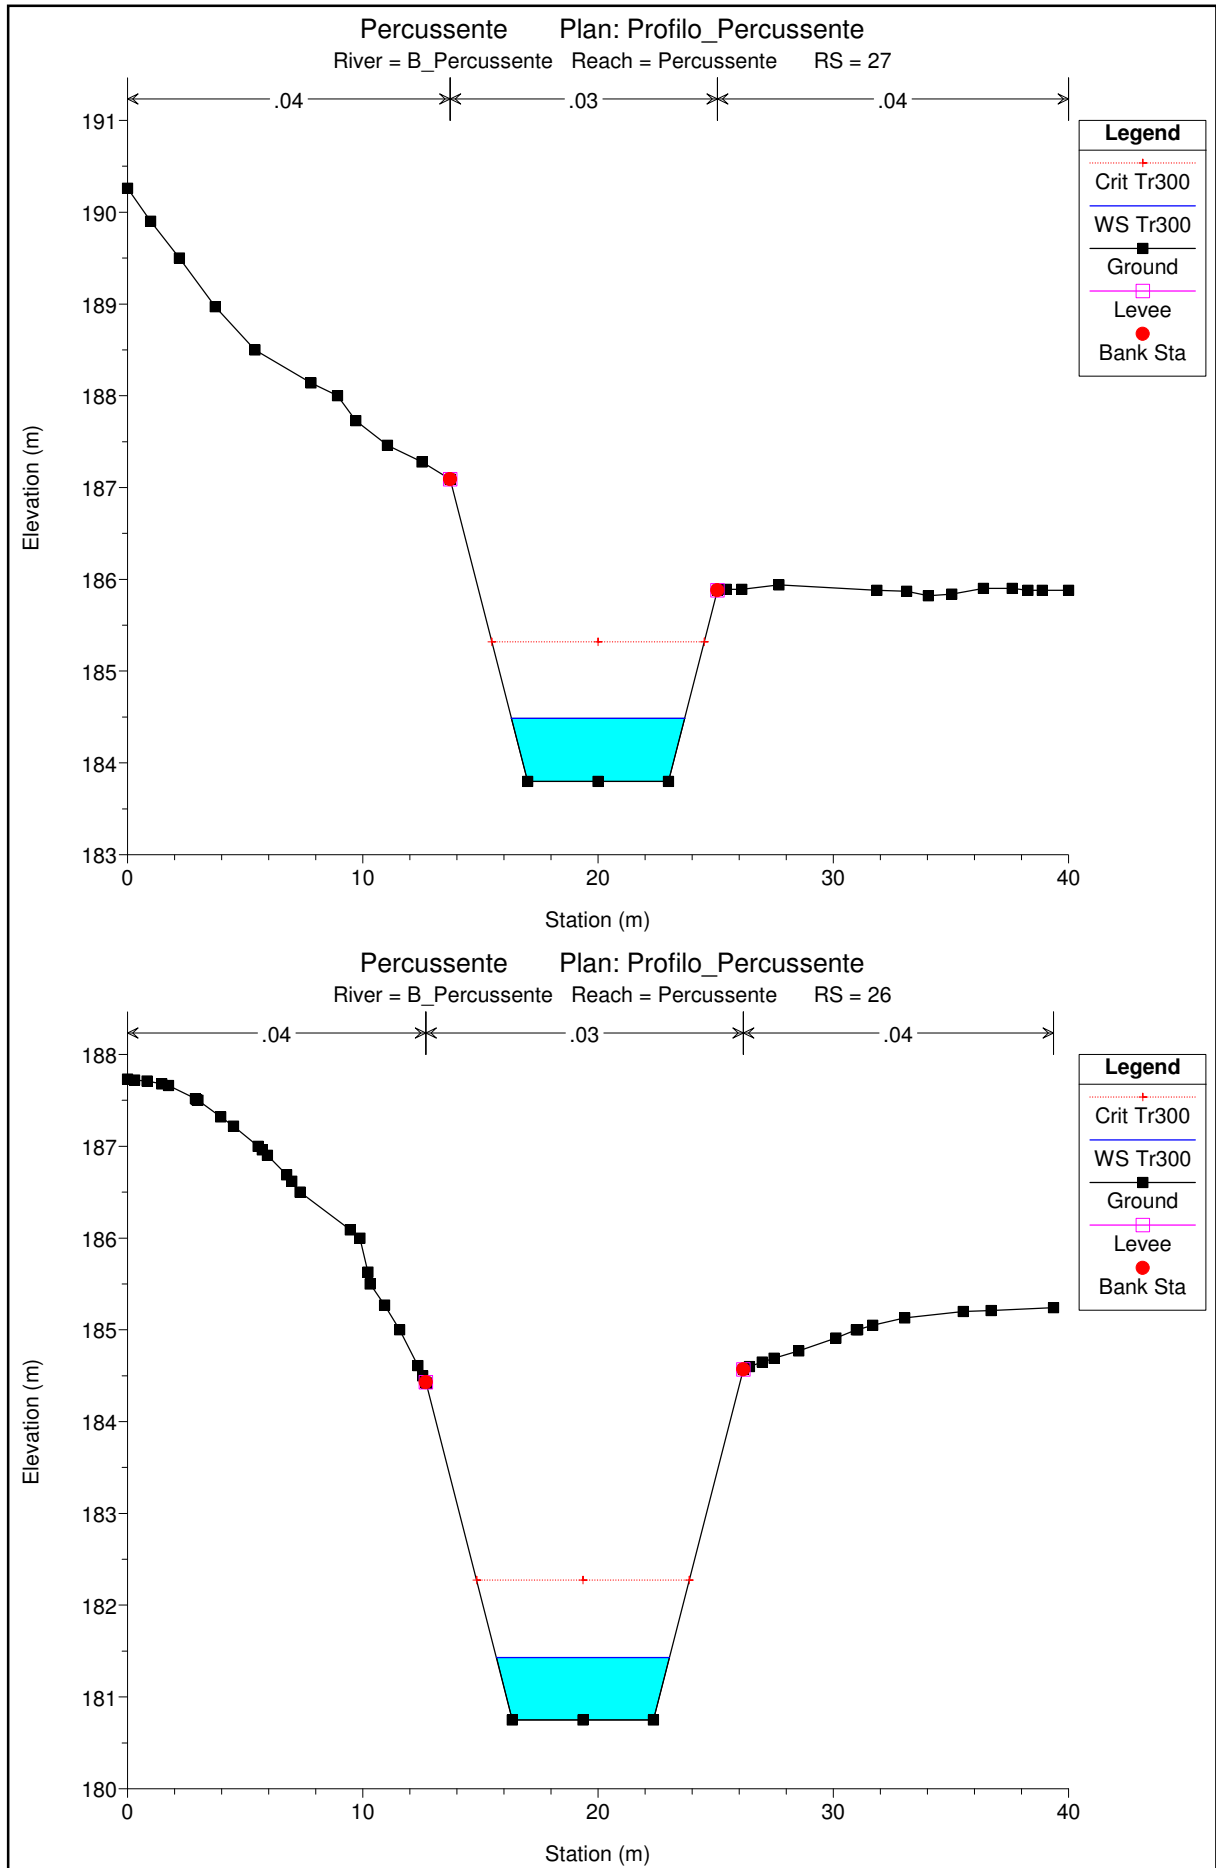 Percussente Plan: Profilo_Percussente
River = B_Percussente Reach = Percussente RS = 27
.04 .03 .04
191
190
189
188
187
186
185
184
183
Elevation (m)
0 10 20 30 40
Station (m)
Legend
Crit Tr300
WS Tr300
Ground
Levee
Bank Sta
Percussente Plan: Profilo_Percussente
River = B_Percussente Reach = Percussente RS = 26
.04 .03 .04
188
187
186
185
184
183
182
181
180
Elevation (m)
0 10 20 30 40
Station (m)
Legend
Crit Tr300
WS Tr300
Ground
Levee
Bank Sta